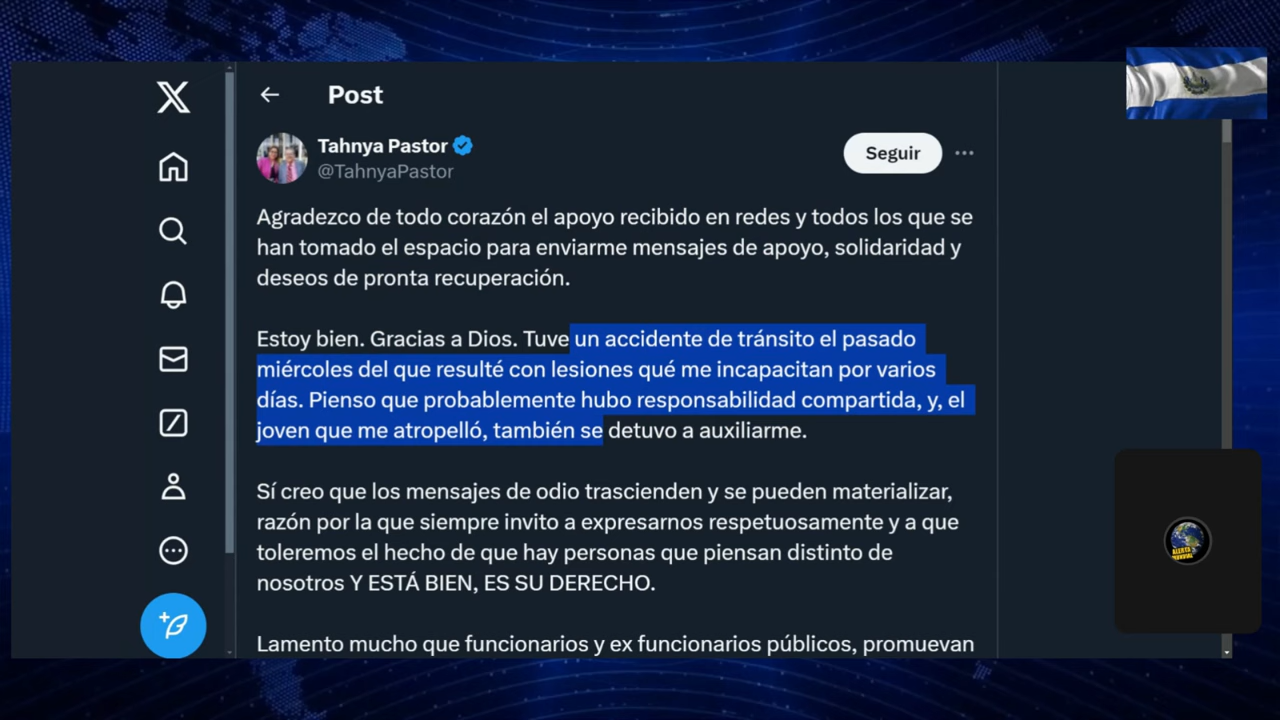 Post
Tahnya Pastor
@TahnyaPastor
Seguir
Agradezco de todo corazón el apoyo recibido en redes y todos los que se
han tomado el espacio para enviarme mensajes de apoyo, solidaridad y
deseos de pronta recuperación.
Estoy bien. Gracias a Dios. Tuve un accidente de tránsito el pasado
miércoles del que resulté con lesiones qué me incapacitan por varios
días. Pienso que probablemente hubo responsabilidad compartida, y, el
joven que me atropelló, también se detuvo a auxiliarme.
Sí creo que los mensajes de odio trascienden y se pueden materializar,
razón por la que siempre invito a expresarnos respetuosamente y a que
toleremos el hecho de que hay personas que piensan distinto de
nosotros Y ESTÁ BIEN, ES SU DERECHO.
Lamento mucho que funcionarios y ex funcionarios públicos, promuevan
ALERTA